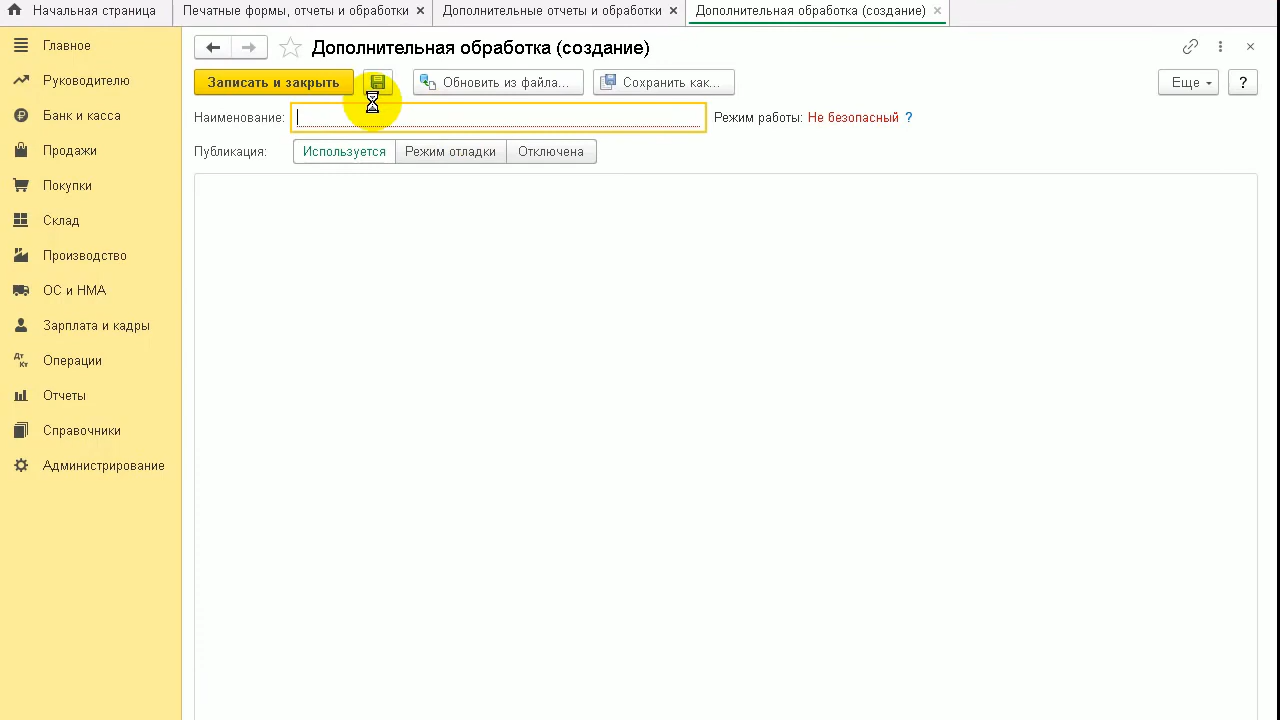 Начальная страница
Печатные формы, отчеты и обработки
Дополнительные отчеты и обработки
Дополнительная обработка (создание)
Главное
Руководителю
Банк и касса
Продажи
Покупки
Склад
Производство
ОС и НМА
Зарплата и кадры
Дт Кт
Операции
Отчеты
Справочники
Администрирование
Дополнительная обработка (создание)
Записать и закрыть
Обновить из файла...
Сохранить как...
Еще
?
Наименование:
Режим работы: Не безопасный ?
Публикация:
Используется
Режим отладки
Отключена